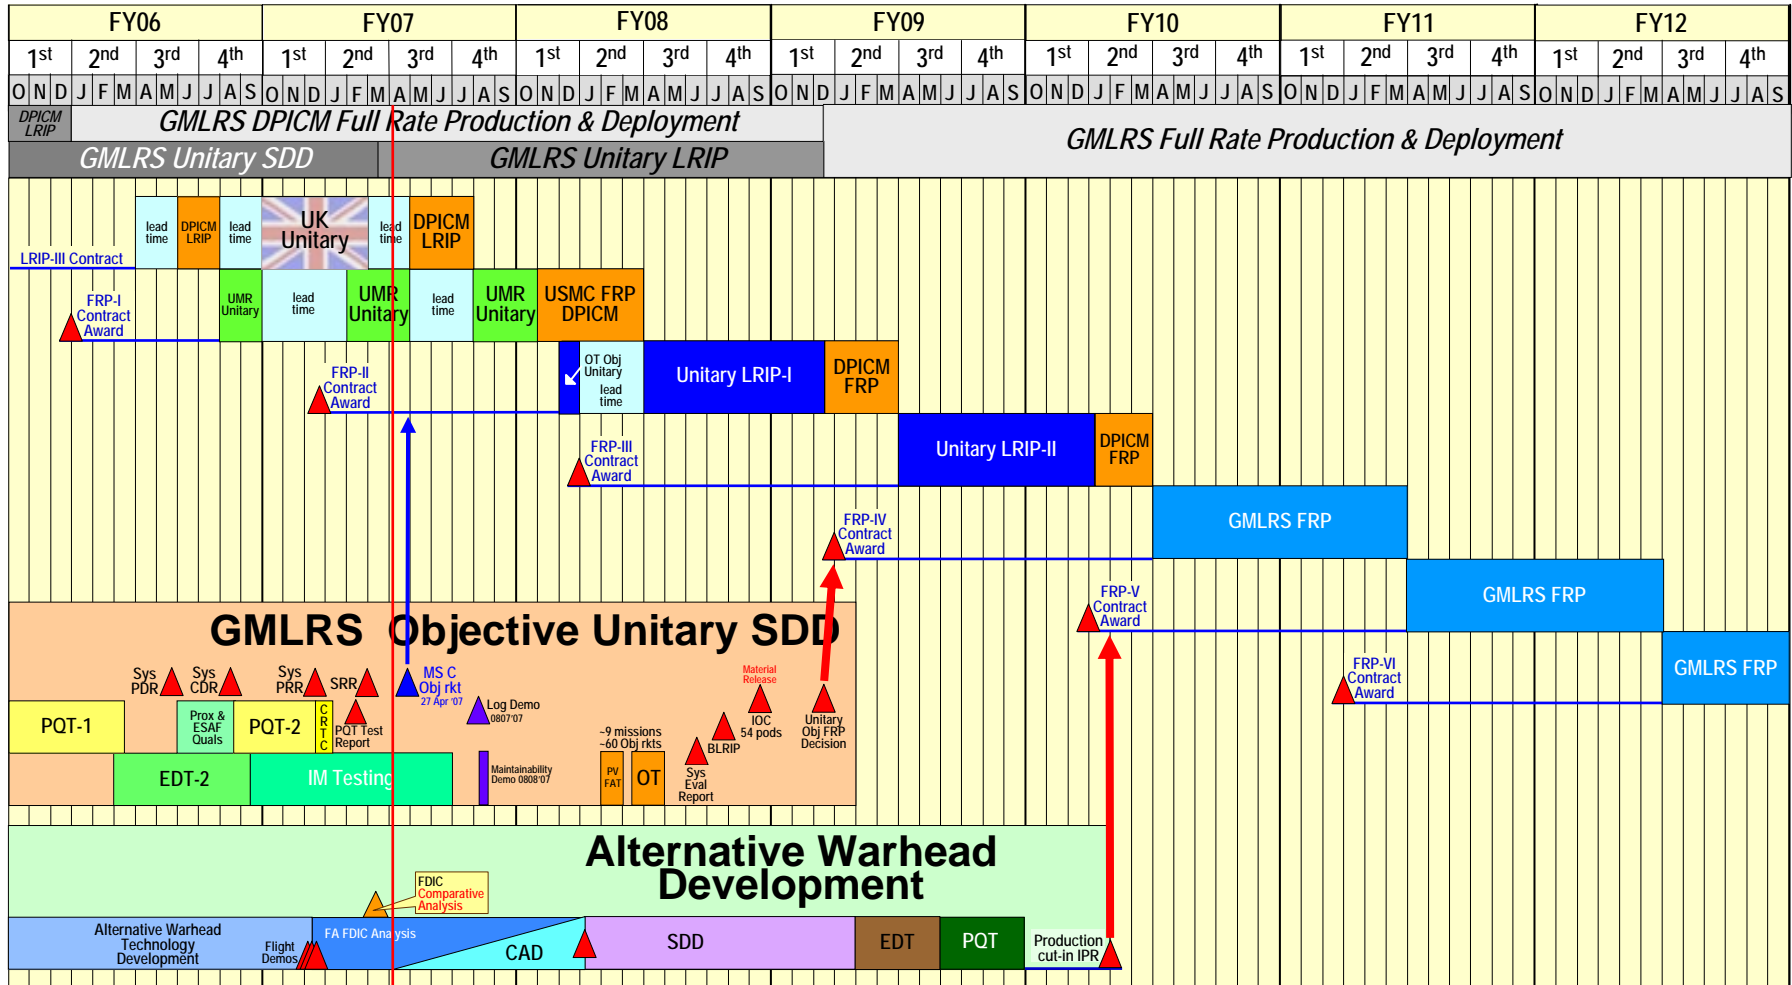 FY06 FY07 FY08 FY09 FY10 FY11 FY12
1st 2nd 3rd 4th 1st 2nd 3rd 4th 1st 2nd 3rd 4th 1st 2nd 3rd 4th 1st 2nd 3rd 4th 1st 2nd 3rd 4th 1st 2nd 3rd 4th
O N D J F M A M J J A S O N D J F M A M J J A S O N D J F M A M J J A S O N D J F M A M J J A S O N D J F M A M J J A S O N D J F M A M J J A S O N D J F M A M J J A S
DPICM
LRIP
GMLRS DPICM Full Rate Production & Deployment
GMLRS Full Rate Production & Deployment
GMLRS Unitary SDD
GMLRS Unitary LRIP
LRIP-III Contract
lead
time
DPICM
LRIP
lead
time
UK
Unitary
lead
time
DPICM
LRIP
FRP-I
Contract
Award
UMR
Unitary
lead
time
UMR
Unitary
lead
time
UMR
Unitary
USMC FRP
DPICM
FRP-II
Contract
Award
OT Obj
Unitary
lead
time
Unitary LRIP-I
DPICM
FRP
FRP-III
Contract
Award
Unitary LRIP-II
DPICM
FRP
FRP-IV
Contract
Award
GMLRS FRP
FRP-V
Contract
Award
GMLRS FRP
FRP-VI
Contract
Award
GMLRS FRP
GMLRS Objective Unitary SDD
Sys
PDR
Sys
CDR
Sys
PRR
SRR
MS C
Obj rkt
27 Apr '07
Log Demo
0807'07
Material
Release
IOC
54 pods
Unitary
Obj FRP
Decision
PQT-1
Prox &
ESAF
Quals
PQT-2
C
R
T
C
PQT Test
Report
~9 missions
~60 Obj rkts
BLRIP
Sys
Eval
Report
EDT-2
IM Testing
Maintainability
Demo 0808'07
PV
FAT
OT
Alternative Warhead
Development
FDIC
Comparative
Analysis
Alternative Warhead
Technology
Development
Flight
Demos
FA FDIC Analysis
CAD
SDD
EDT
PQT
Production
cut-in IPR